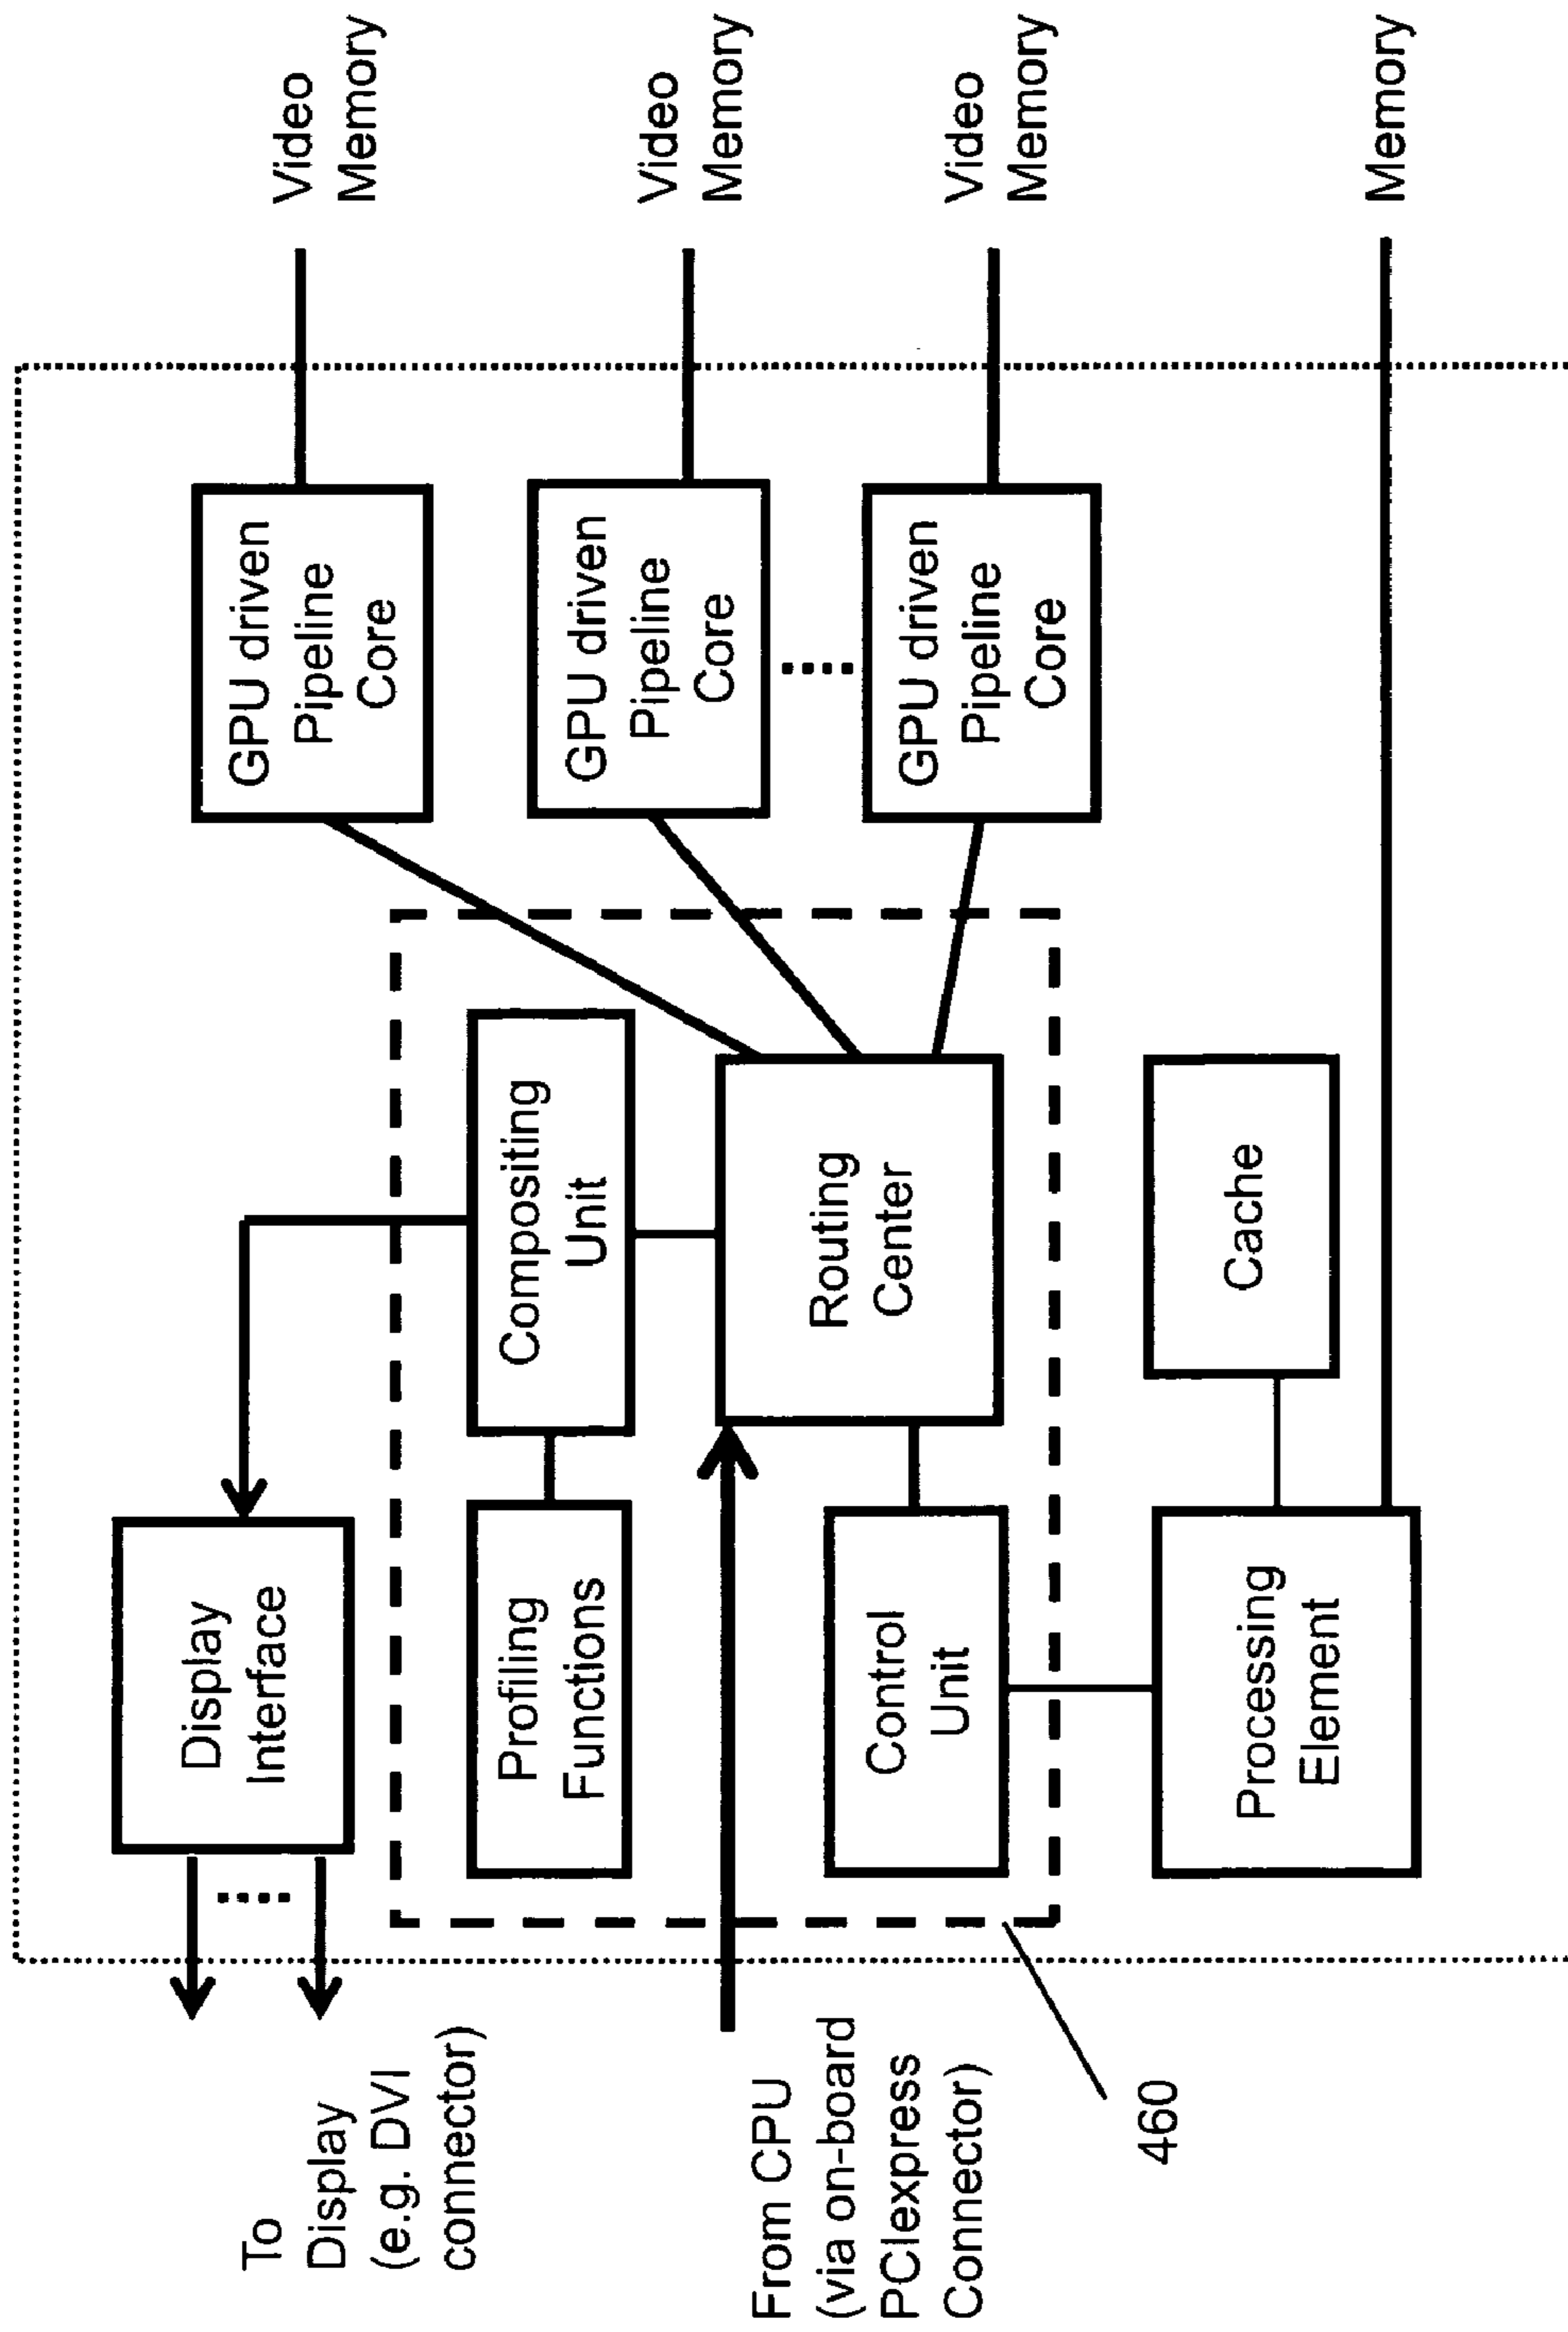 To
Display
(e.g. DVI
connector)
Display
Interface
GPU driven
Pipeline
Core
Video
Memory
Profiling
Functions
Compositing
Unit
GPU driven
Pipeline
Core
Video
Memory
From CPU
(via on-board
PCIexpress
Connector)
Control
Unit
Routing
Center
GPU driven
Pipeline
Core
Video
Memory
460
Processing
Element
Cache
Memory